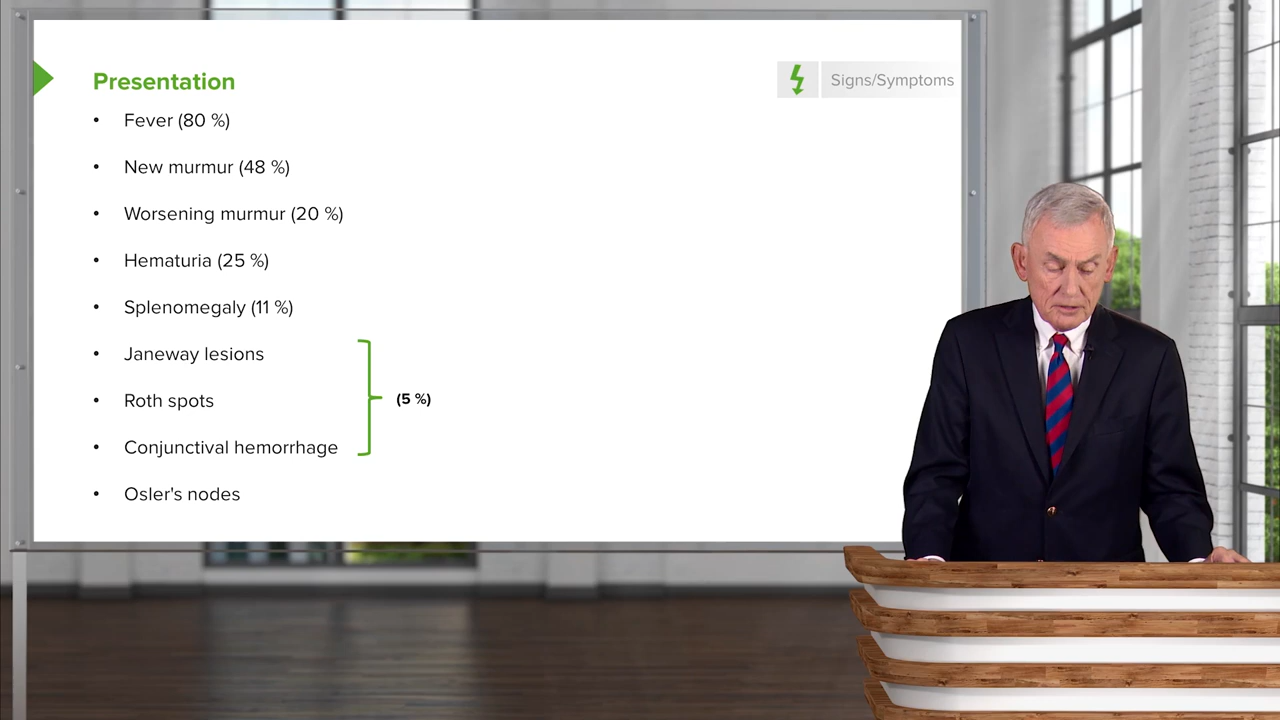 Presentation
Signs/Symptoms
• Fever (80 %)
• New murmur (48 %)
• Worsening murmur (20 %)
• Hematuria (25 %)
• Splenomegaly (11 %)
• Janeway lesions
• Roth spots
(5 %)
• Conjunctival hemorrhage
• Osler's nodes